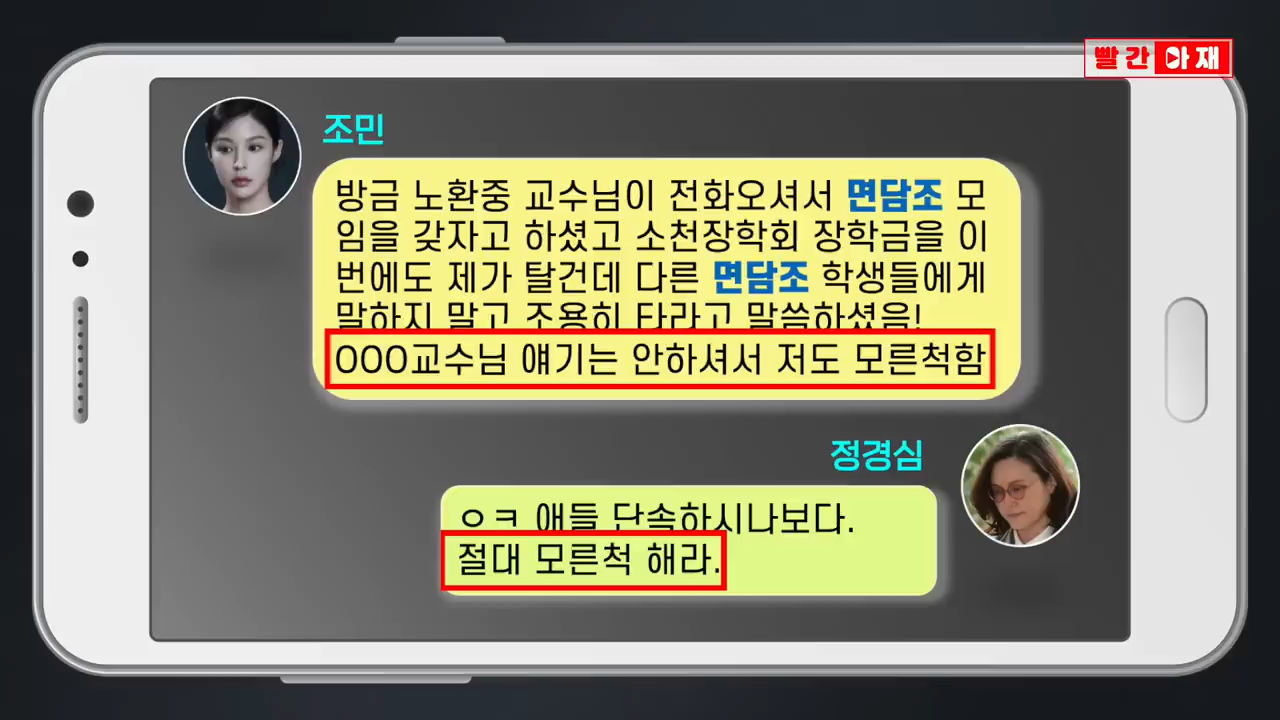 빨간아재
조민
방금 노환중 교수님이 전화오셔서 면담조 모
임을 갖자고 하셨고 소천장학회 장학금을 이
번에도 제가 탈건데 다른 면담조 학생들에게
말하지 말고 조용히 타라고 말씀하셨음!
OOO교수님 얘기는 안하셔서 저도 모른척함
정경심
ㅇㅋ 애들 단속하시나보다.
절대 모른척 해라.